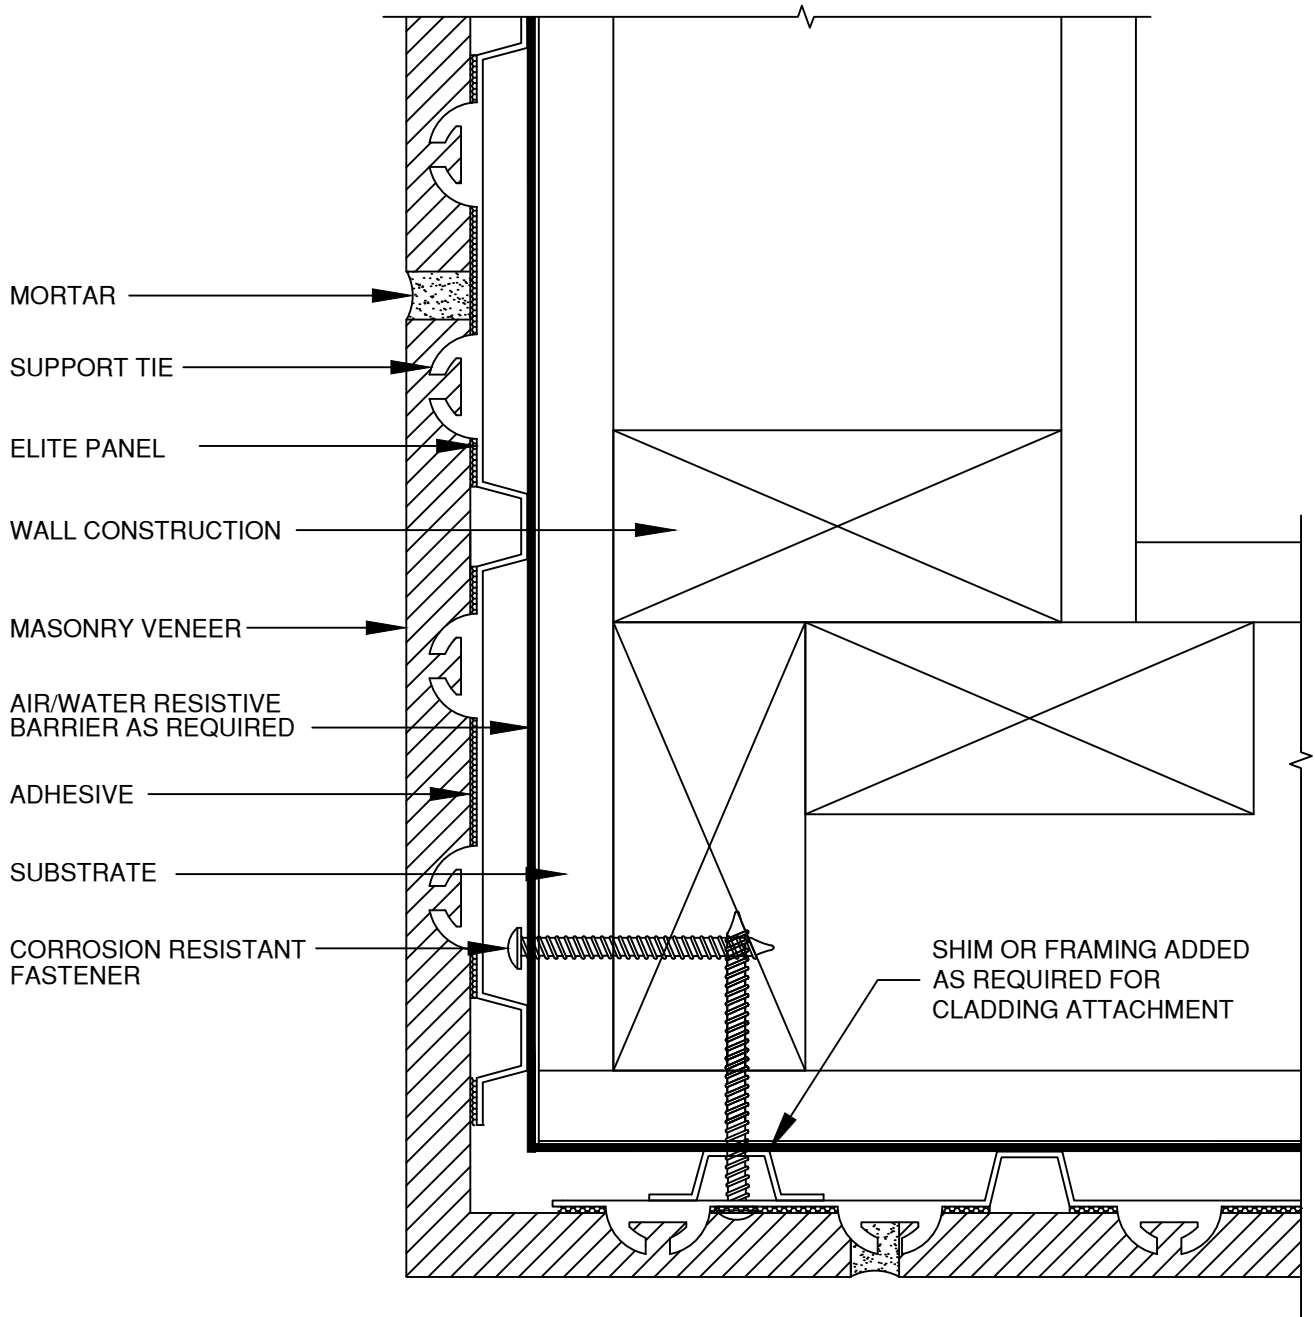 MORTAR
SUPPORT TIE
ELITE PANEL
WALL CONSTRUCTION
MASONRY VENEER
AIR/WATER RESISTIVE
BARRIER AS REQUIRED
ADHESIVE
SUBSTRATE
CORROSION RESISTANT
FASTENER
SHIM OR FRAMING ADDED
AS REQUIRED FOR
CLADDING ATTACHMENT